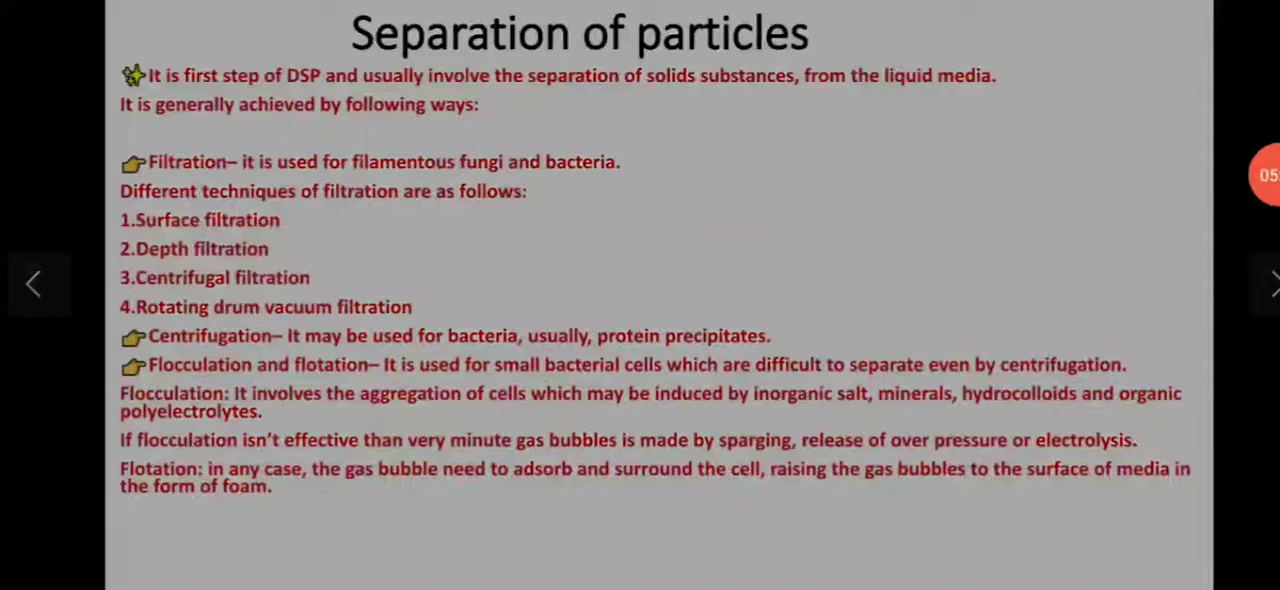 Separation of particles
It is first step of DSP and usually involve the separation of solids substances, from the liquid media.
It is generally achieved by following ways:
Filtration– it is used for filamentous fungi and bacteria.
Different techniques of filtration are as follows:
1.Surface filtration
2.Depth filtration
3.Centrifugal filtration
4.Rotating drum vacuum filtration
Centrifugation– It may be used for bacteria, usually, protein precipitates.
Flocculation and flotation– It is used for small bacterial cells which are difficult to separate even by centrifugation.
Flocculation: It involves the aggregation of cells which may be induced by inorganic salt, minerals, hydrocolloids and organic
polyelectrolytes.
If flocculation isn't effective than very minute gas bubbles is made by sparging, release of over pressure or electrolysis.
Flotation: in any case, the gas bubble need to adsorb and surround the cell, raising the gas bubbles to the surface of media in
the form of foam.